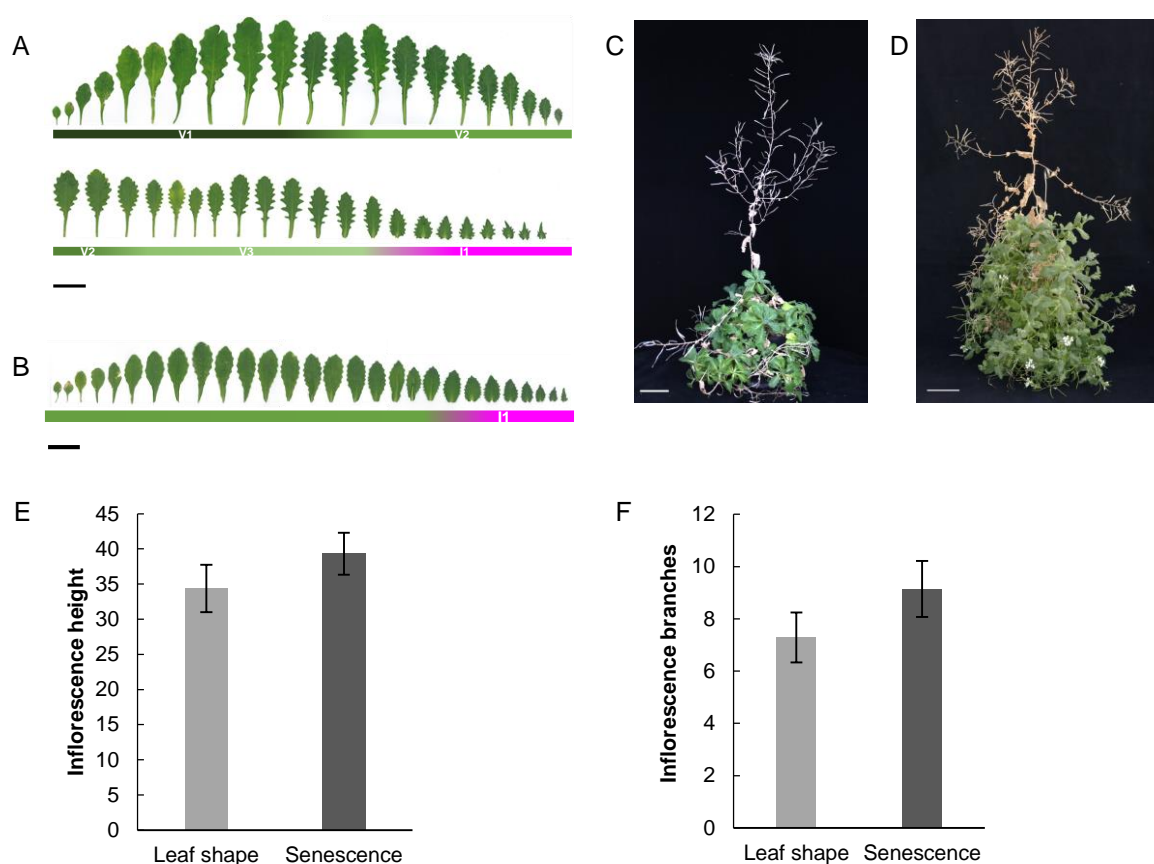 A
V1 V2
V2 V3 I1
B
I1
C
D
E
Inflorescence height
45
40
35
30
25
20
15
10
5
0
Leaf shape Senescence
F
Inflorescence branches
12
10
8
6
4
2
0
Leaf shape Senescence